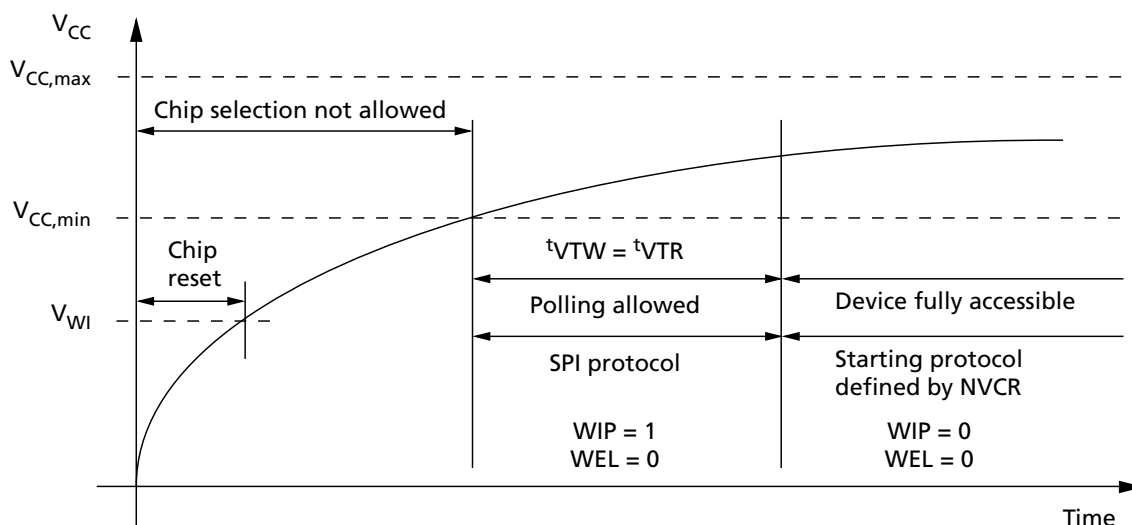 VCC
VCC,max
Chip selection not allowed
VCC,min
Chip
reset
tVTW = tVTR
VWI
Polling allowed
Device fully accessible
SPI protocol
Starting protocol
defined by NVCR
WIP = 1
WEL = 0
WIP = 0
WEL = 0
Time